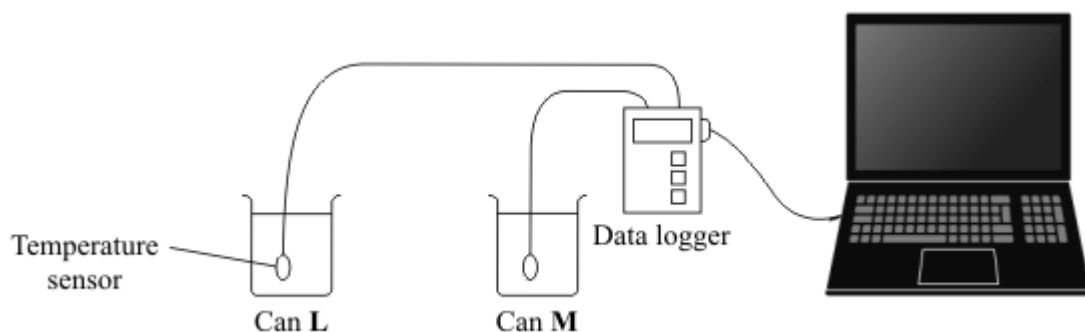 Data logger
Temperature
sensor
Can L
Can M